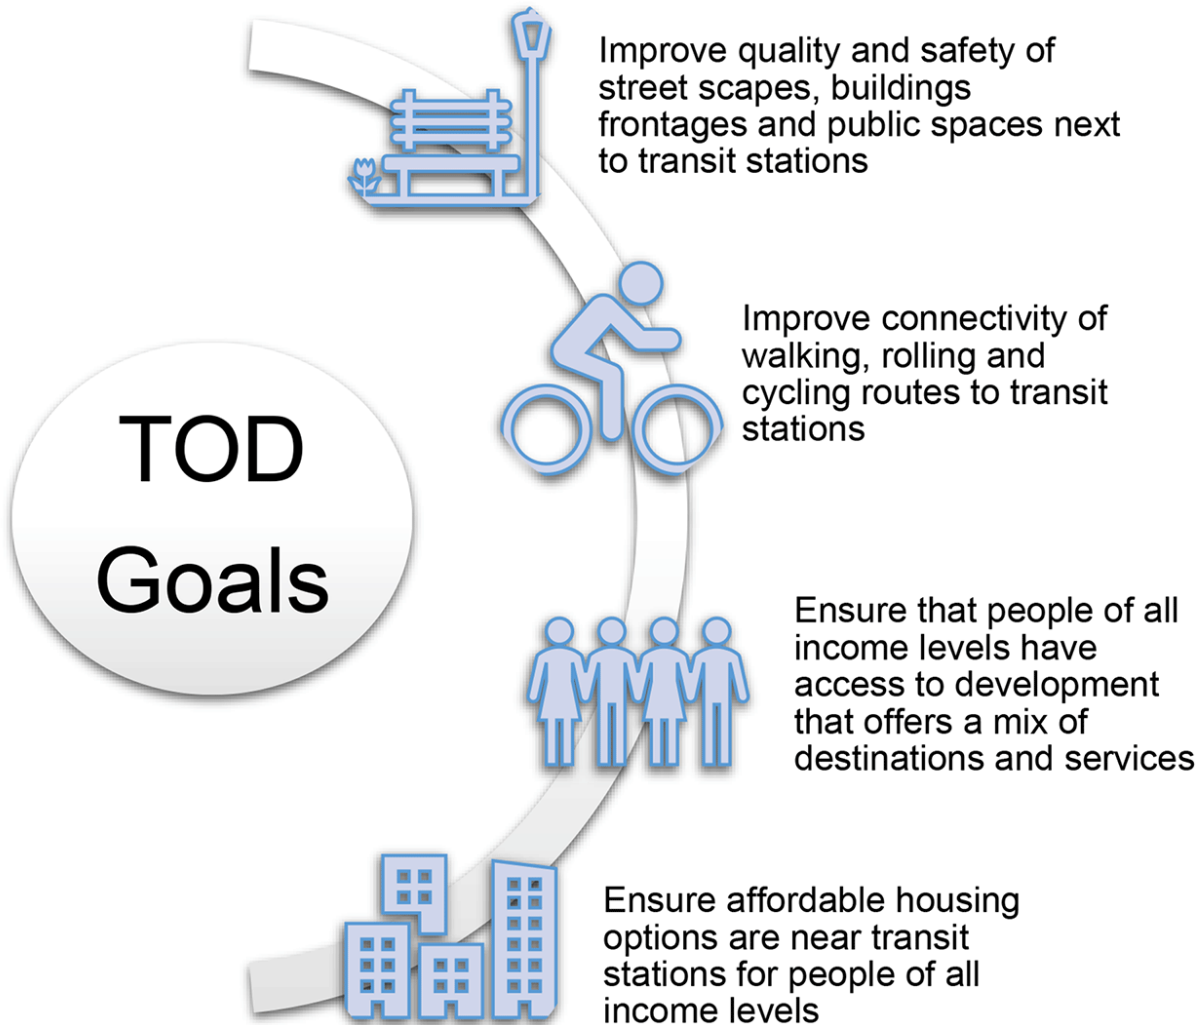 TOD
Goals
Improve quality and safety of
street scapes, buildings
frontages and public spaces next
to transit stations
Improve connectivity of
walking, rolling and
cycling routes to transit
stations
Ensure that people of all
income levels have
access to development
that offers a mix of
destinations and services
Ensure affordable housing
options are near transit
stations for people of all
income levels